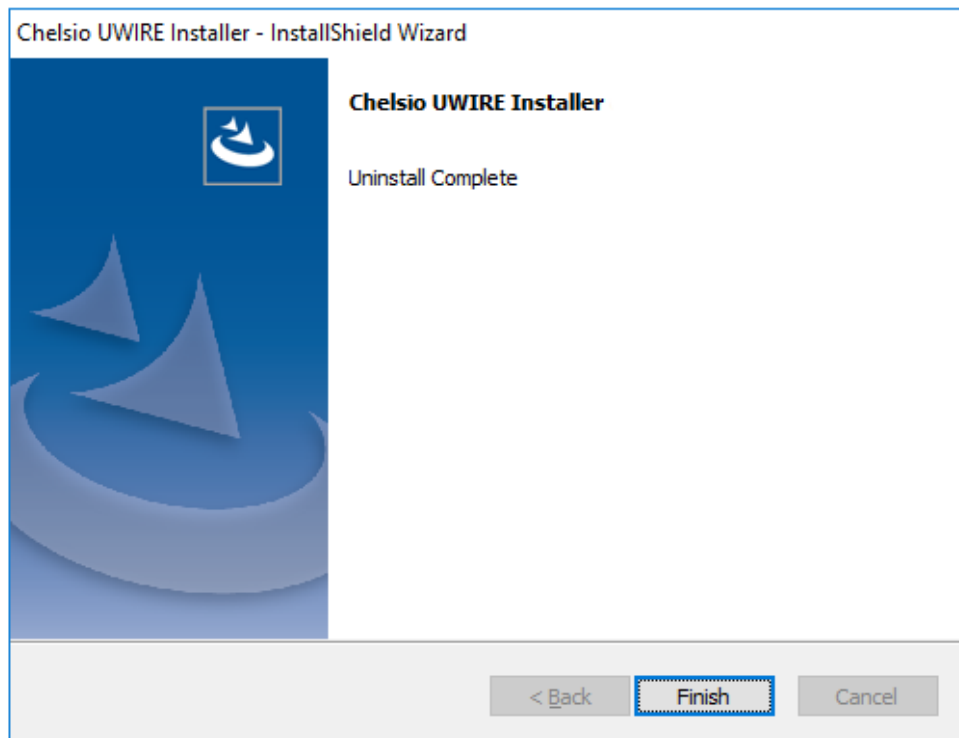 Chelsio UWIRE Installer - InstallShield Wizard
Chelsio UWIRE Installer
Uninstall Complete
< Back
Finish
Cancel